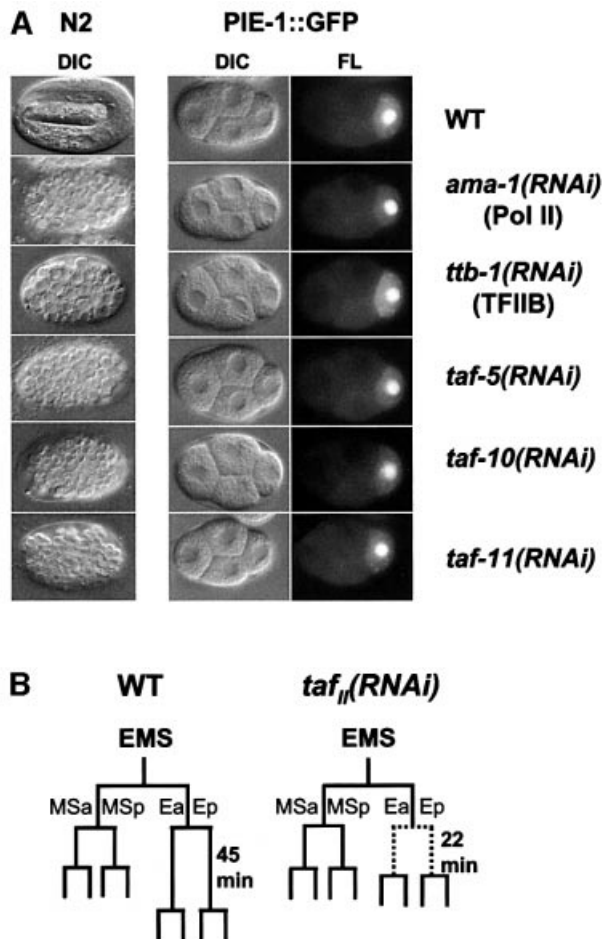 A N2 PIE-1::GFP
DIC DIC FL
WT
ama-1(RNAi)
(Pol II)
ttb-1(RNAi)
(TFIIB)
taf-5(RNAi)
taf-10(RNAi)
taf-11(RNAi)
B WT tafII(RNAi)
EMS EMS
MSa MSp Ea Ep MSa MSp Ea Ep
45 min 22 min